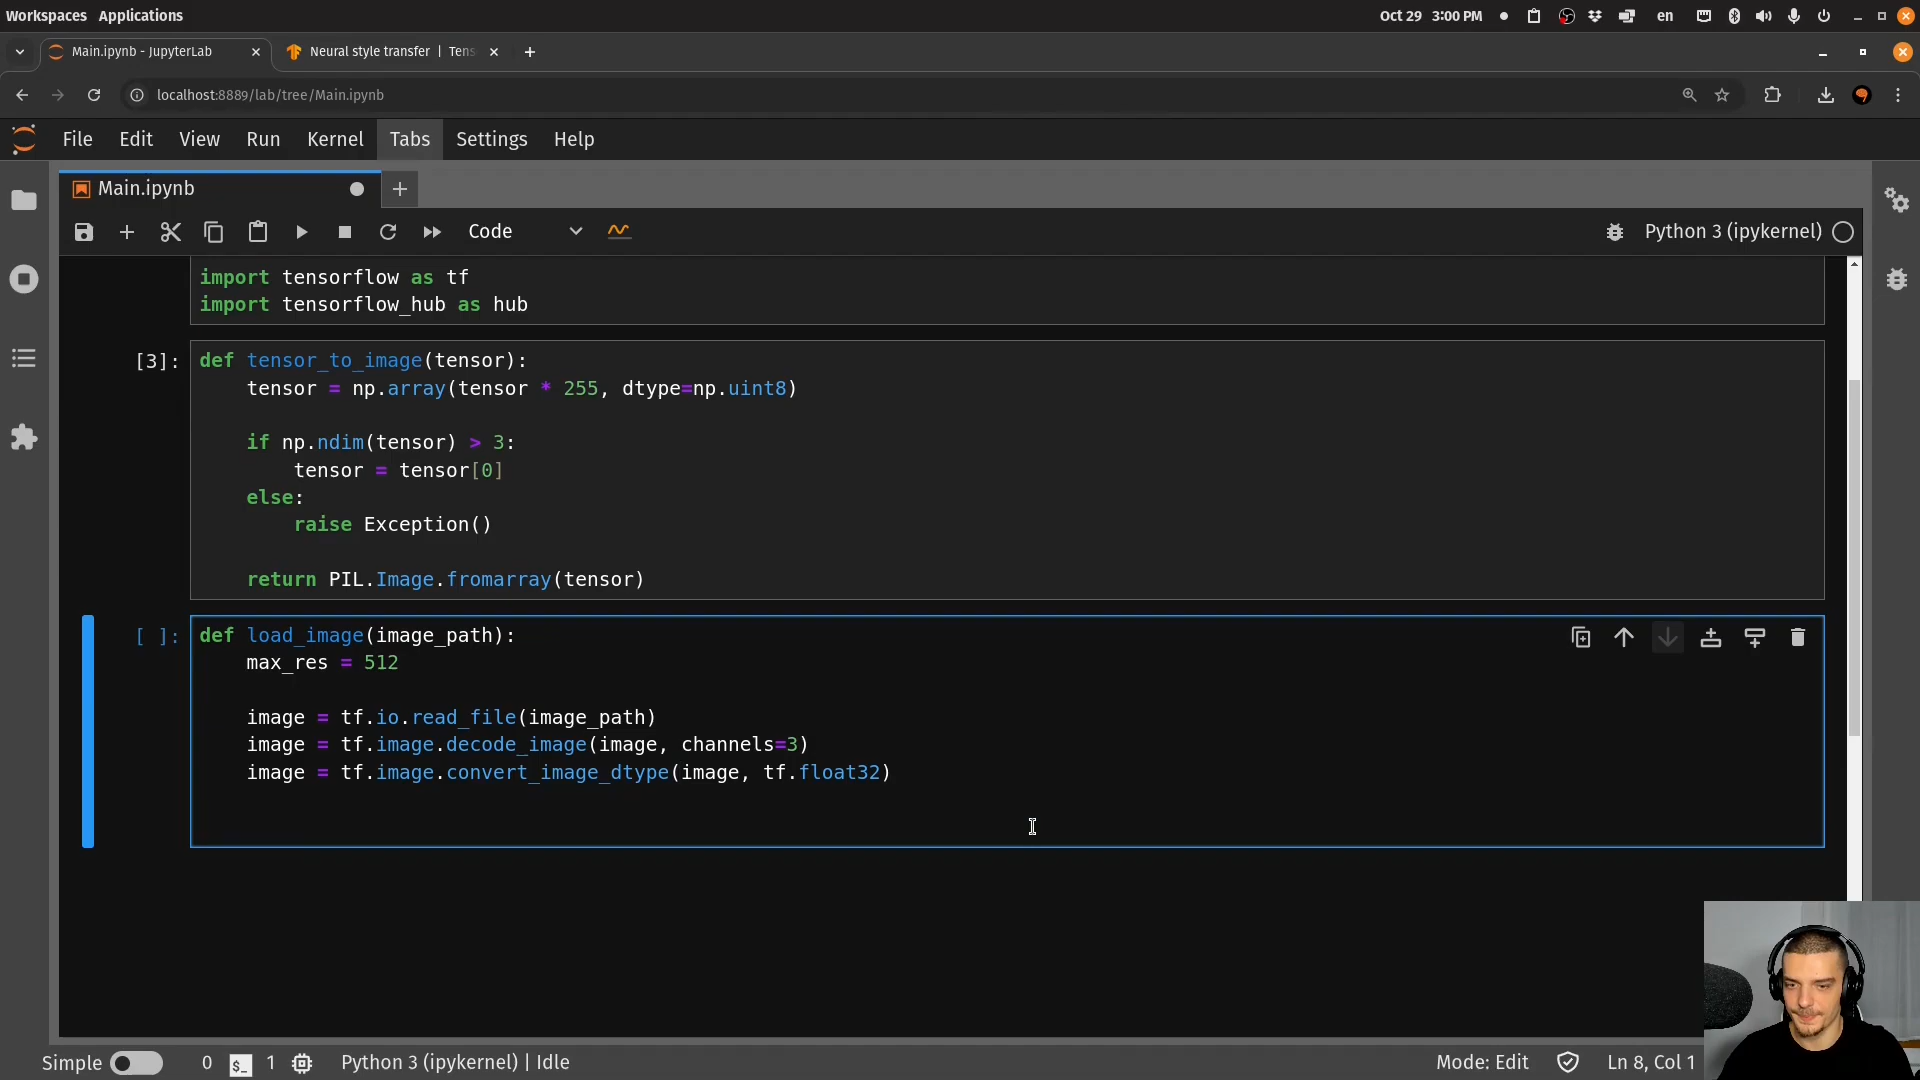 Workspaces Applications
Oct 29 3:00 PM
en
Main.ipynb - JupyterLab
Neural style transfer | Tens
localhost:8889/lab/tree/Main.ipynb
File Edit View Run Kernel Tabs Settings Help
Main.ipynb
Code
Python 3 (ipykernel)
import tensorflow as tf
import tensorflow_hub as hub
[3]:
def tensor_to_image(tensor):
    tensor = np.array(tensor * 255, dtype=np.uint8)
    if np.ndim(tensor) > 3:
        tensor = tensor[0]
    else:
        raise Exception()
    return PIL.Image.fromarray(tensor)
[ ]:
def load_image(image_path):
    max_res = 512
    image = tf.io.read_file(image_path)
    image = tf.image.decode_image(image, channels=3)
    image = tf.image.convert_image_dtype(image, tf.float32)
Simple
0
$_
1
Python 3 (ipykernel) | Idle
Mode: Edit
Ln 8, Col 1